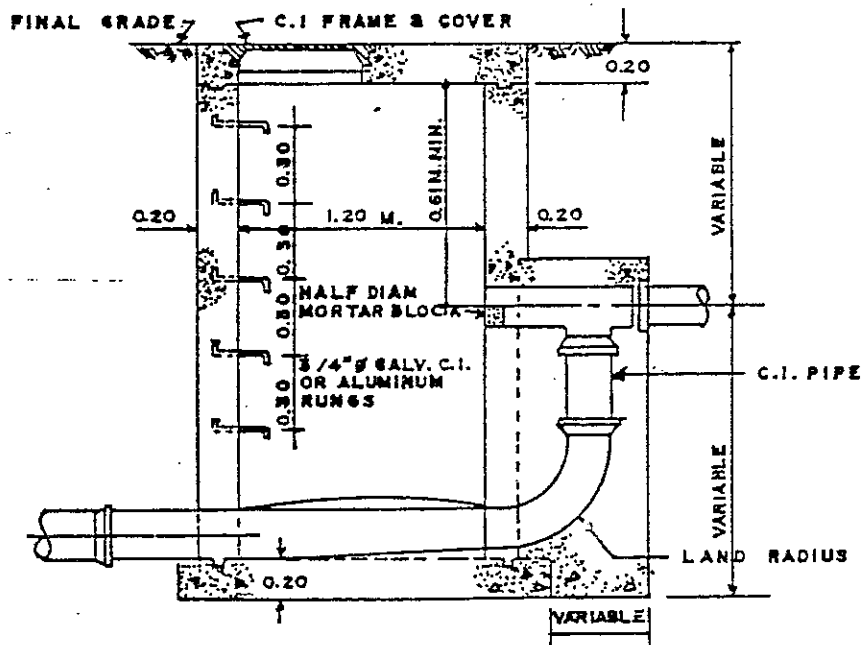 FINAL GRADE
C.I FRAME & COVER
0.20
0.30
0.61M.MIN.
VARIABLE
0.20
1.20 M.
0.20
0.30
HALF DIAM
MORTAR BLOCK
0.30
3/4"Ø GALV. C.I.
OR ALUMINUM
RUNGS
0.30
C.I. PIPE
VARIABLE
LAND RADIUS
0.20
VARIABLE